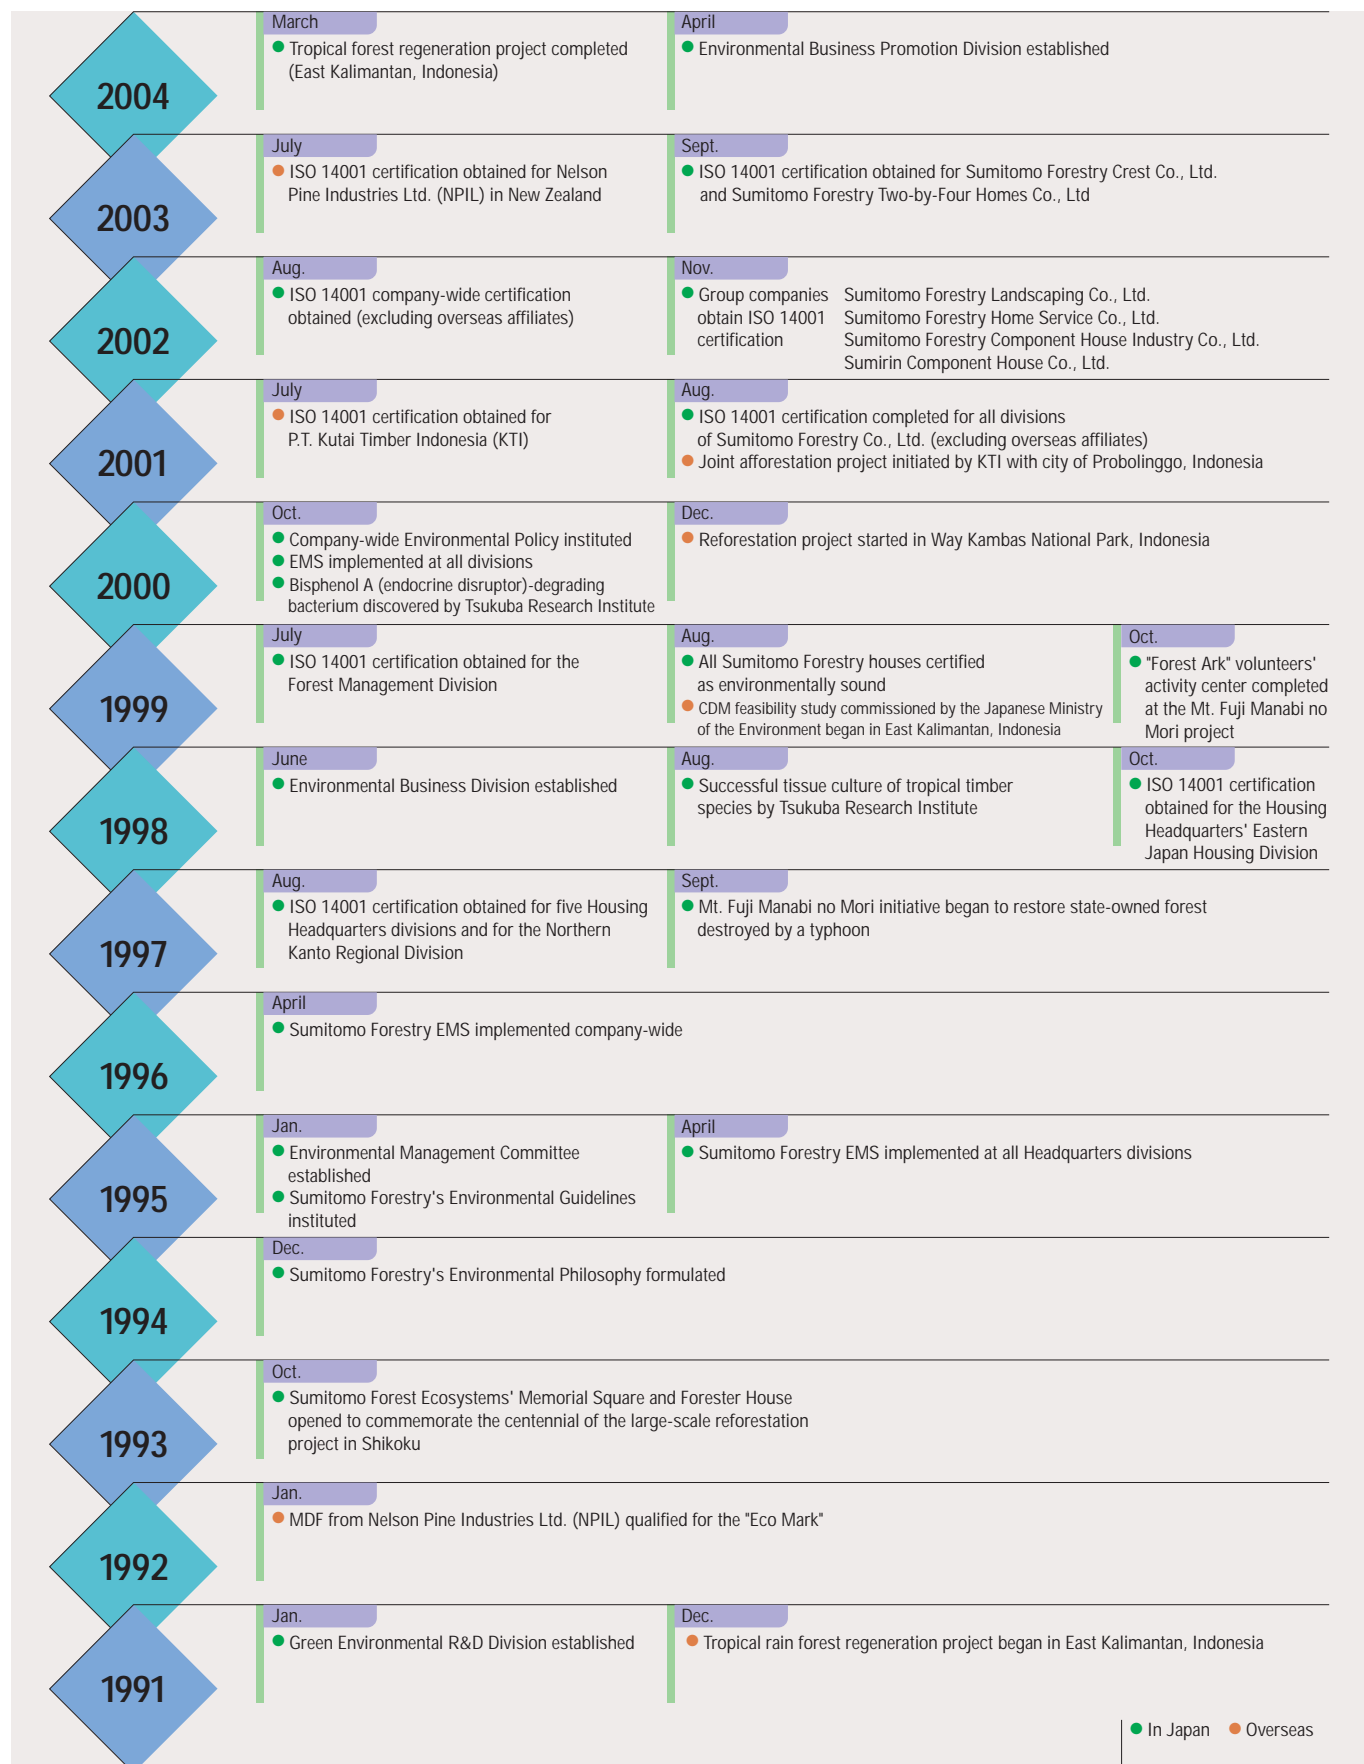 2004
March
Tropical forest regeneration project completed
(East Kalimantan, Indonesia)
April
Environmental Business Promotion Division established
2003
July
ISO 14001 certification obtained for Nelson
Pine Industries Ltd. (NPIL) in New Zealand
Sept.
ISO 14001 certification obtained for Sumitomo Forestry Crest Co., Ltd.
and Sumitomo Forestry Two-by-Four Homes Co., Ltd
2002
Aug.
ISO 14001 company-wide certification
obtained (excluding overseas affiliates)
Nov.
Group companies
obtain ISO 14001
certification
Sumitomo Forestry Landscaping Co., Ltd.
Sumitomo Forestry Home Service Co., Ltd.
Sumitomo Forestry Component House Industry Co., Ltd.
Sumirin Component House Co., Ltd.
2001
July
ISO 14001 certification obtained for
P.T. Kutai Timber Indonesia (KTI)
Aug.
ISO 14001 certification completed for all divisions
of Sumitomo Forestry Co., Ltd. (excluding overseas affiliates)
Joint afforestation project initiated by KTI with city of Probolinggo, Indonesia
2000
Oct.
Company-wide Environmental Policy instituted
EMS implemented at all divisions
Bisphenol A (endocrine disruptor)-degrading
bacterium discovered by Tsukuba Research Institute
Dec.
Reforestation project started in Way Kambas National Park, Indonesia
1999
July
ISO 14001 certification obtained for the
Forest Management Division
Aug.
All Sumitomo Forestry houses certified
as environmentally sound
CDM feasibility study commissioned by the Japanese Ministry
of the Environment began in East Kalimantan, Indonesia
Oct.
"Forest Ark" volunteers'
activity center completed
at the Mt. Fuji Manabi no
Mori project
1998
June
Environmental Business Division established
Aug.
Successful tissue culture of tropical timber
species by Tsukuba Research Institute
Oct.
ISO 14001 certification
obtained for the Housing
Headquarters' Eastern
Japan Housing Division
1997
Aug.
ISO 14001 certification obtained for five Housing
Headquarters divisions and for the Northern
Kanto Regional Division
Sept.
Mt. Fuji Manabi no Mori initiative began to restore state-owned forest
destroyed by a typhoon
1996
April
Sumitomo Forestry EMS implemented company-wide
1995
Jan.
Environmental Management Committee
established
Sumitomo Forestry's Environmental Guidelines
instituted
April
Sumitomo Forestry EMS implemented at all Headquarters divisions
1994
Dec.
Sumitomo Forestry's Environmental Philosophy formulated
1993
Oct.
Sumitomo Forest Ecosystems' Memorial Square and Forester House
opened to commemorate the centennial of the large-scale reforestation
project in Shikoku
1992
Jan.
MDF from Nelson Pine Industries Ltd. (NPIL) qualified for the "Eco Mark"
1991
Jan.
Green Environmental R&D Division established
Dec.
Tropical rain forest regeneration project began in East Kalimantan, Indonesia
In Japan Overseas